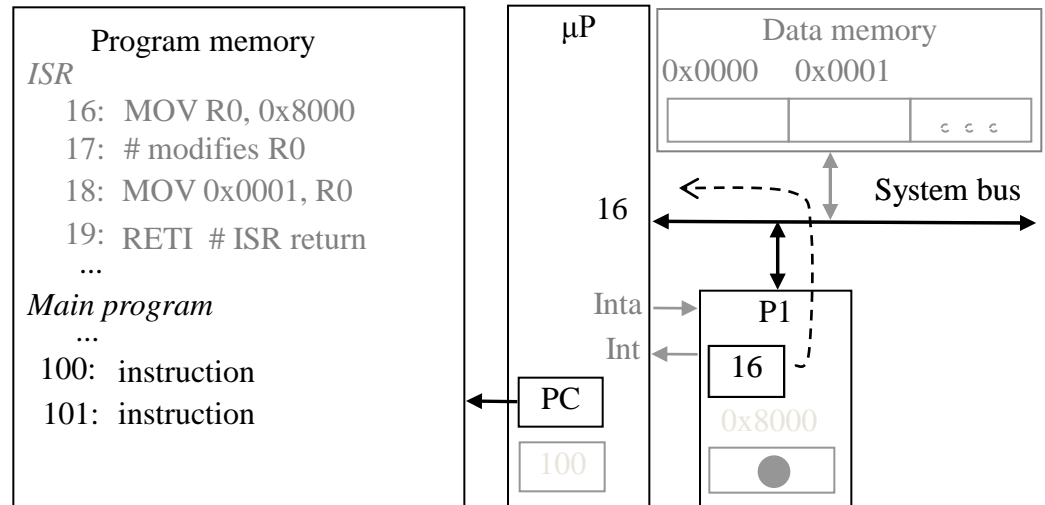 Program memory
ISR
16: MOV R0, 0x8000
17: # modifies R0
18: MOV 0x0001, R0
19: RETI # ISR return
...
Main program
...
100: instruction
101: instruction
μP
16
Inta
Int
PC
100
Data memory
0x0000 0x0001
System bus
P1
16
0x8000